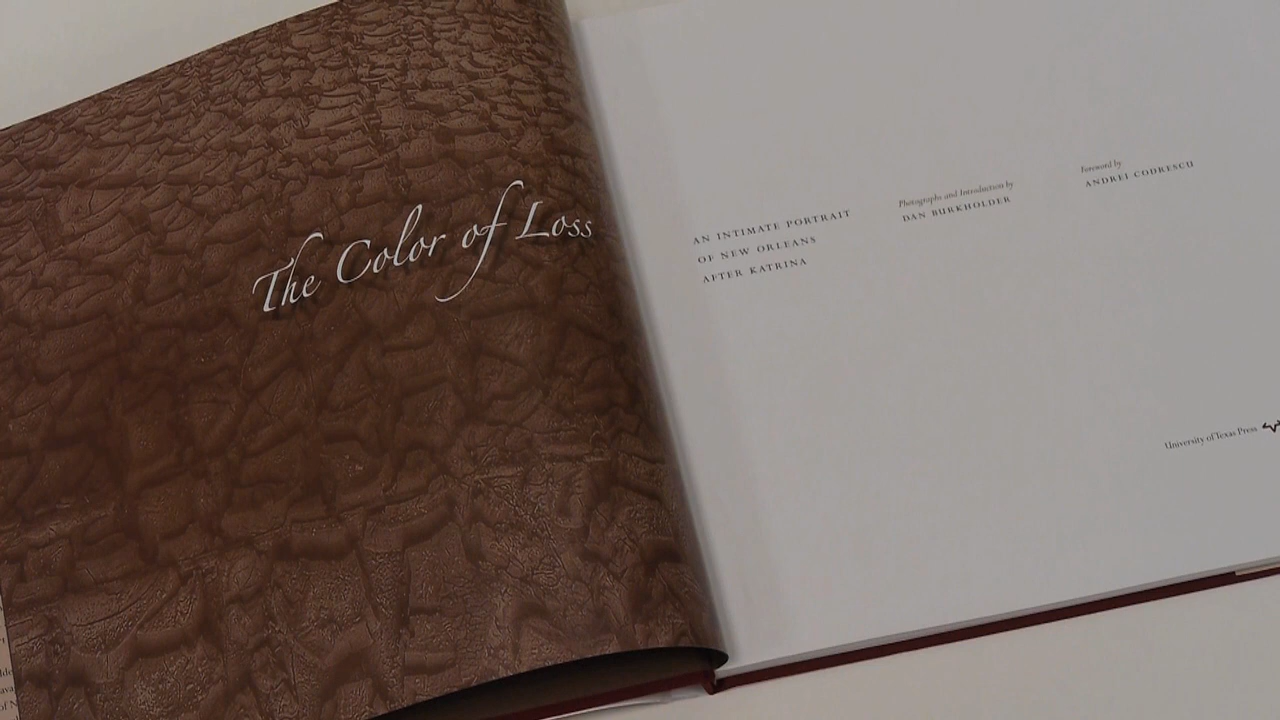 The Color of Loss
AN INTIMATE PORTRAIT
OF NEW ORLEANS
AFTER KATRINA
Photographs and Introduction by
DAN BURKHOLDER
Foreword by
ANDREI CODRESCU
University of Texas Press